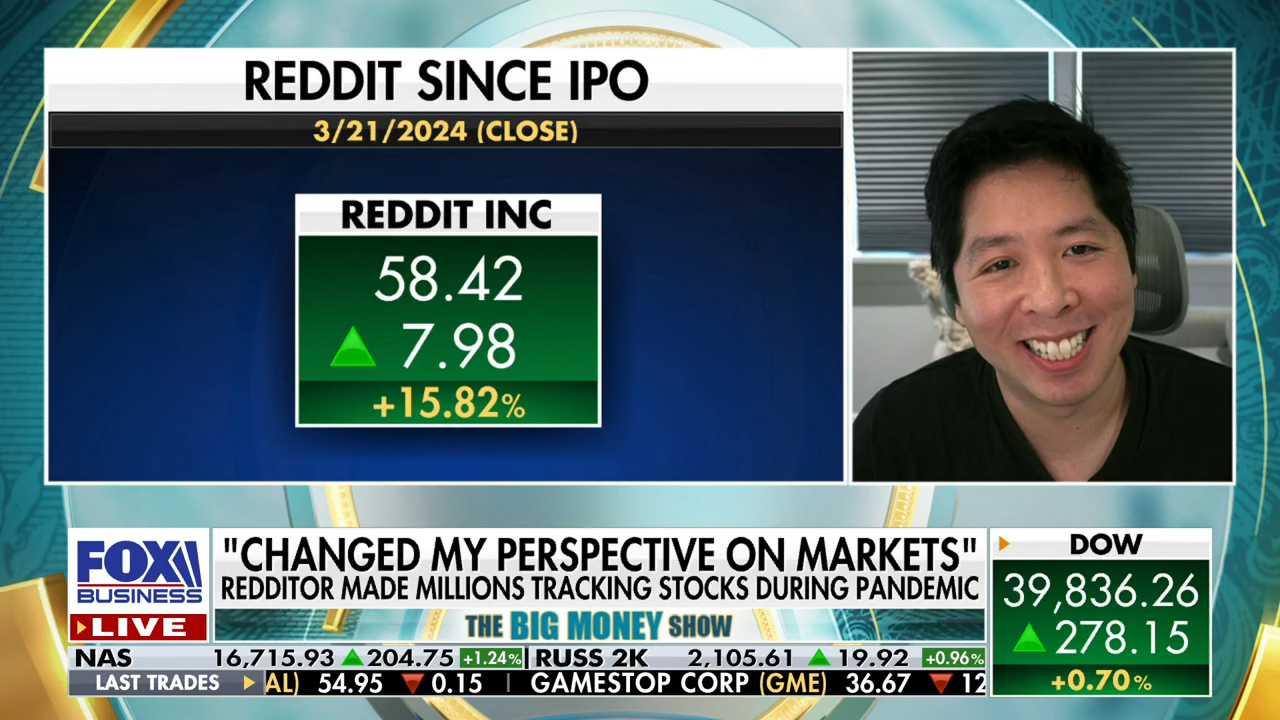 REDDIT SINCE IPO
3/21/2024 (CLOSE)
REDDIT INC
58.42
▲ 7.98
+15.82%
FOX BUSINESS
LIVE
"CHANGED MY PERSPECTIVE ON MARKETS"
REDDITOR MADE MILLIONS TRACKING STOCKS DURING PANDEMIC
THE BIG MONEY SHOW
DOW
39,836.26
▲ 278.15
+0.70%
NAS 16,715.93 ▲ 204.75 +1.24% RUSS 2K 2,105.61 ▲ 19.92 +0.96%
LAST TRADES AL) 54.95 ▼ 0.15 | GAMESTOP CORP (GME) 36.67 ▼ 12